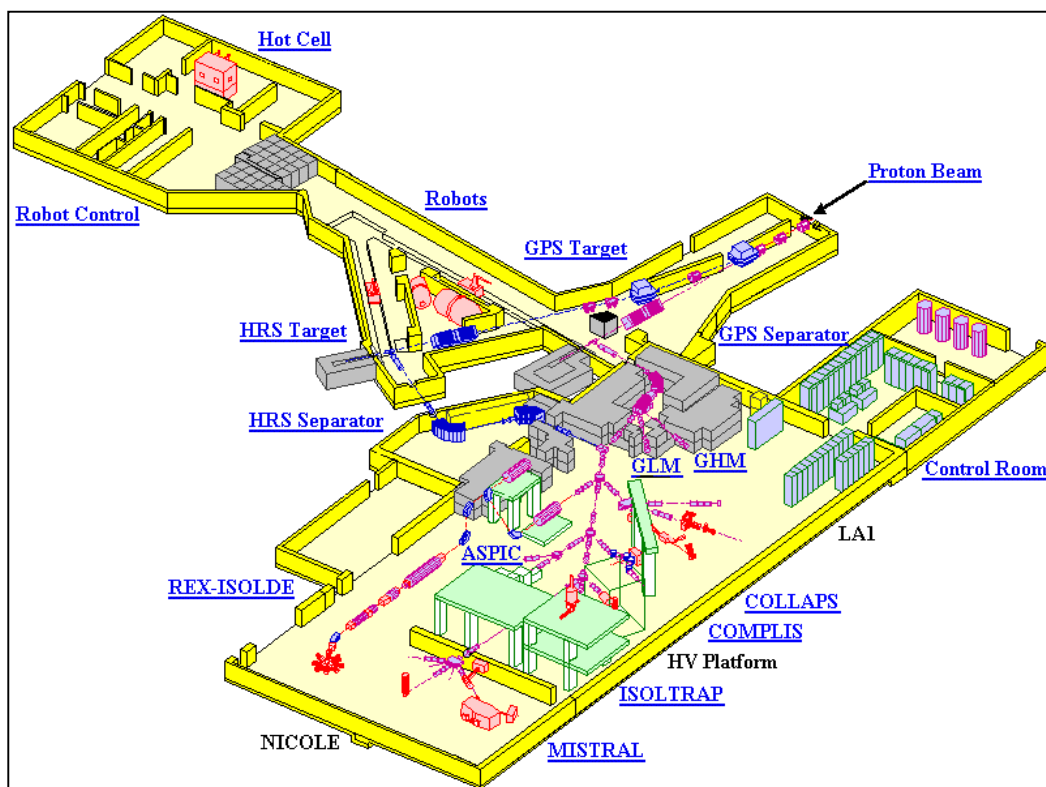 Hot Cell
Proton Beam
Robots
Robot Control
GPS Target
HRS Target
GPS Separator
HRS Separator
GLM
GHM
Control Room
LA1
ASPIC
REX-ISOLDE
COLLAPS
COMPLIS
HV Platform
ISOLTRAP
NICOLE
MISTRAL